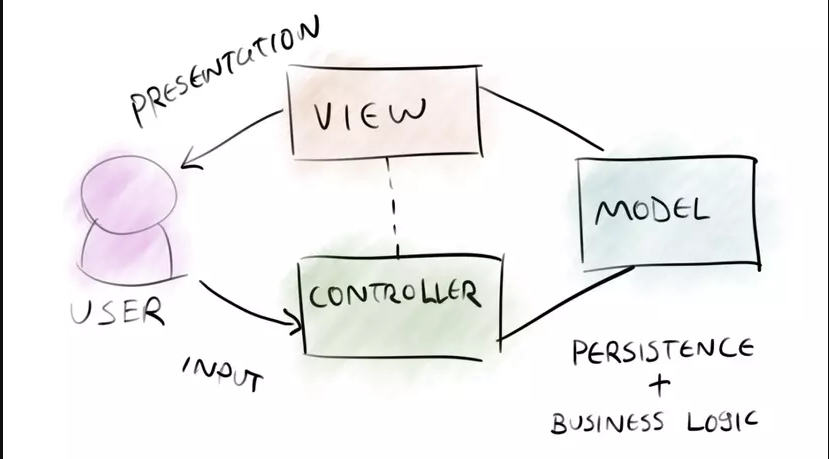 PRESENTATION
VIEW
MODEL
CONTROLLER
USER
INPUT
PERSISTENCE
+
BUSINESS LOGIC